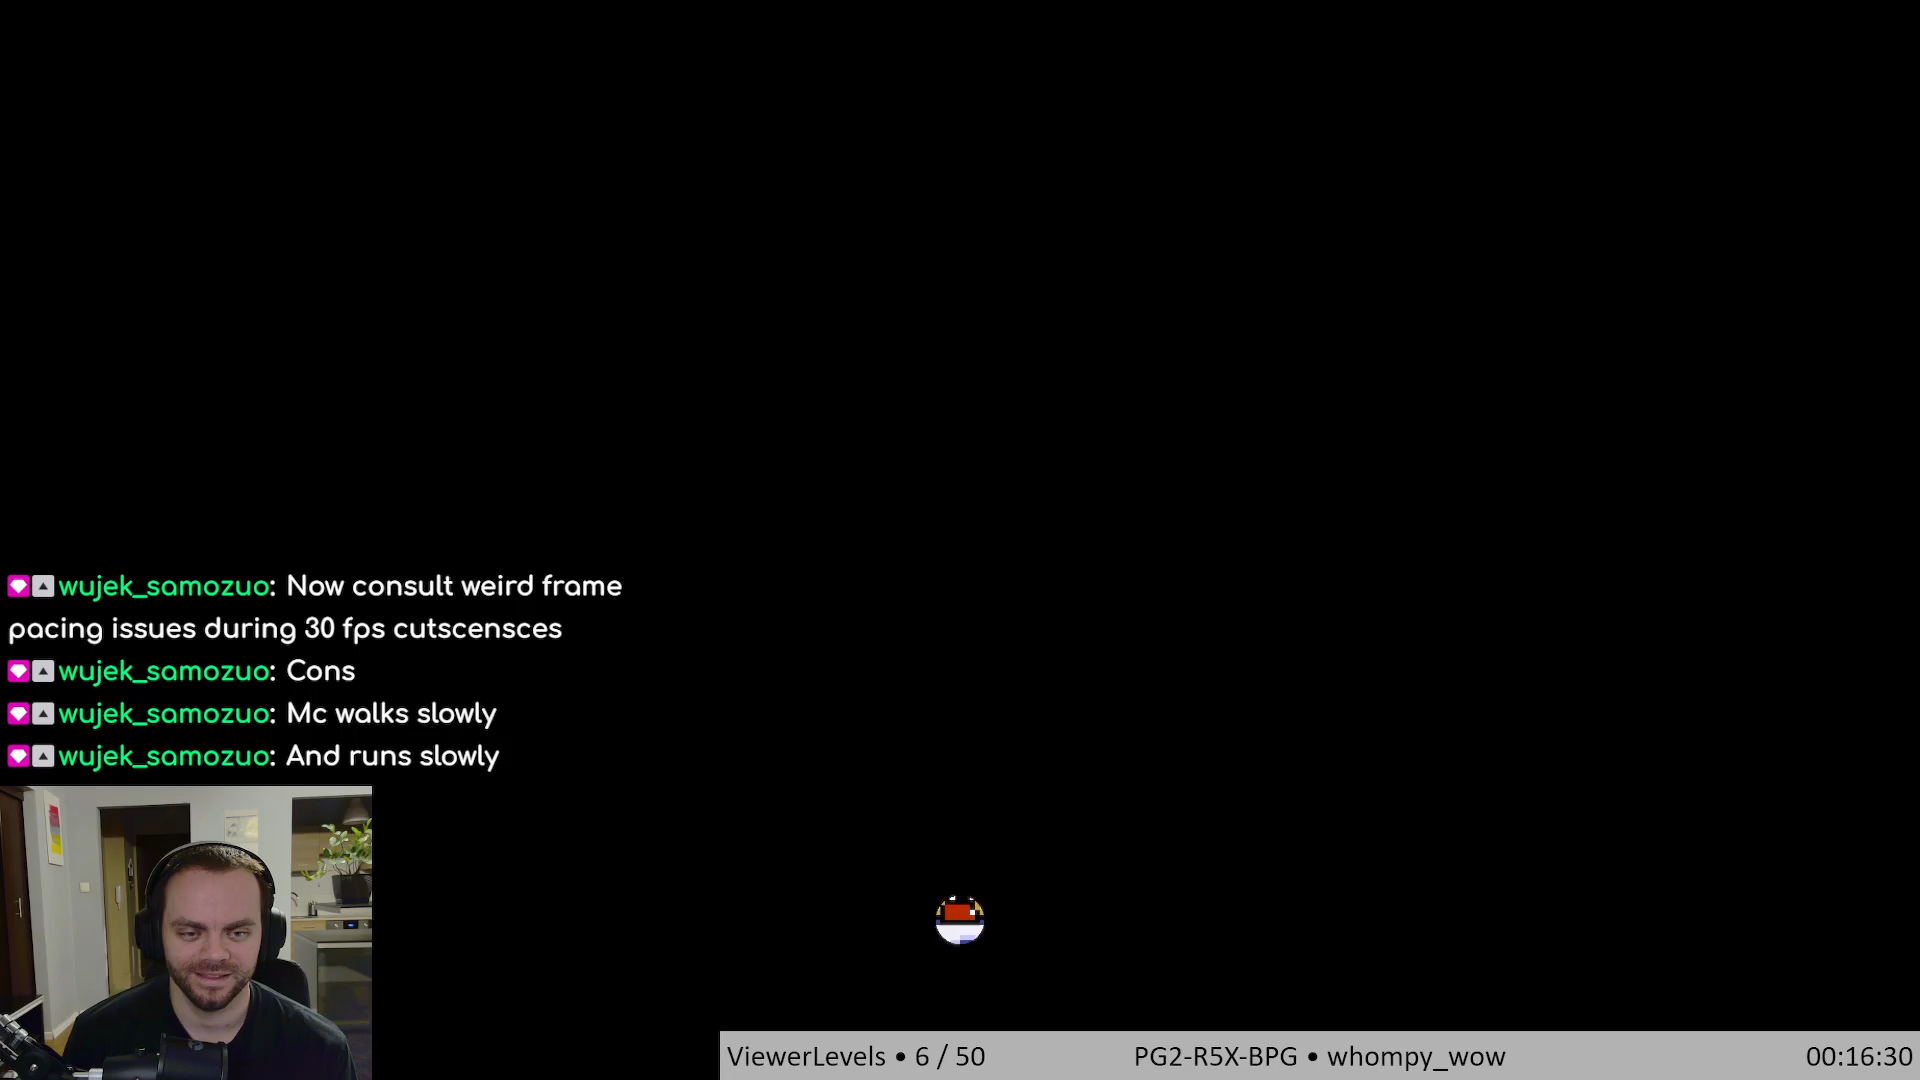 wujek_samozuo: Now consult weird frame
pacing issues during 30 fps cutscensces
wujek_samozuo: Cons
wujek_samozuo: Mc walks slowly
wujek_samozuo: And runs slowly
ViewerLevels • 6 / 50 PG2-R5X-BPG • whompy_wow 00:16:30